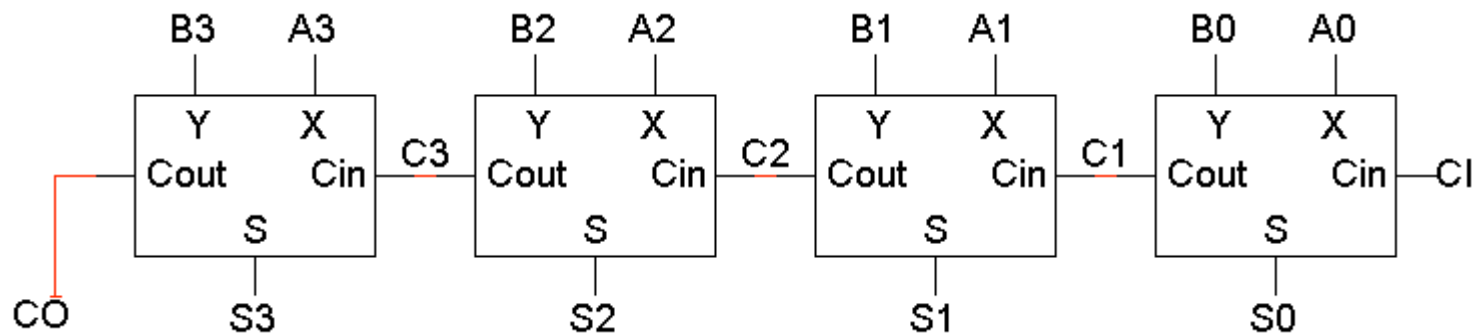 B3 A3 B2 A2 B1 A1 B0 A0
Y X Y X Y X Y X
C3 C2 C1
Cout Cin Cout Cin Cout Cin Cout Cin CI
S S S S
CO S3 S2 S1 S0